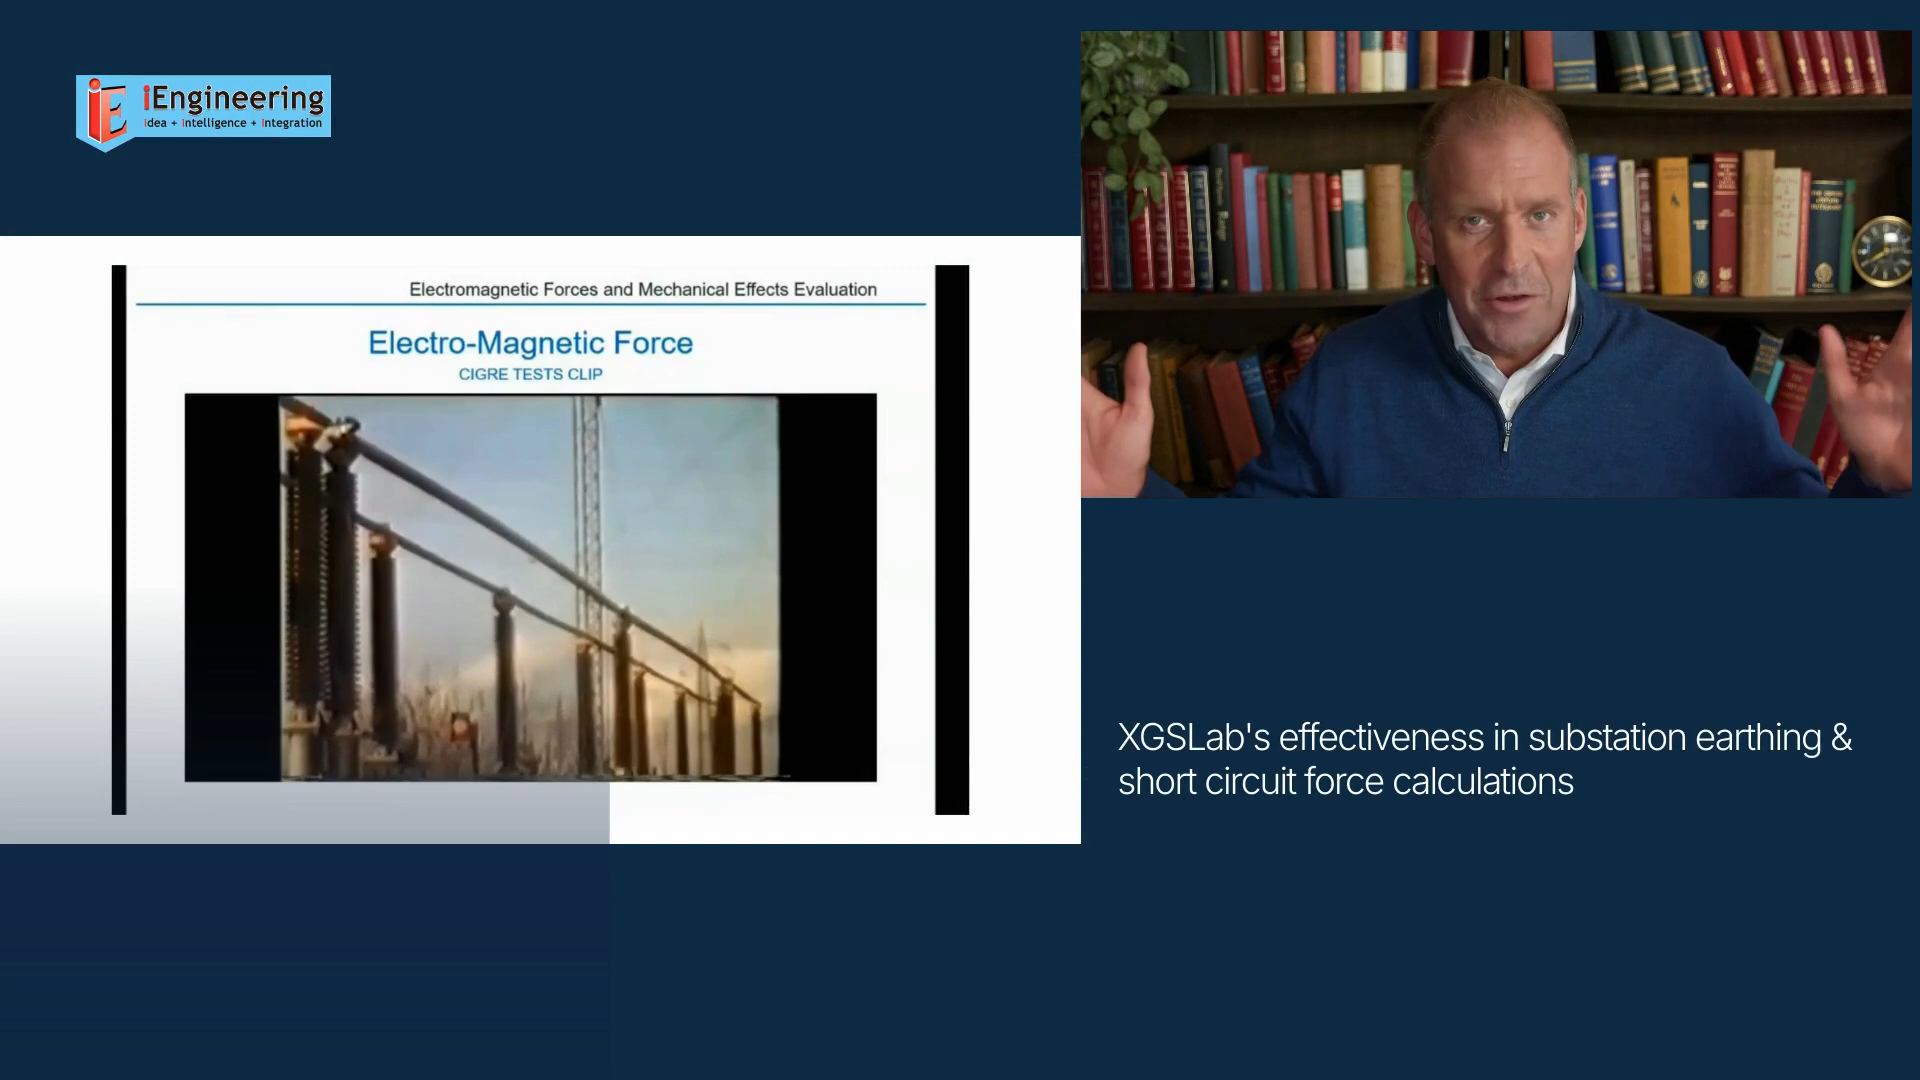 iEngineering
idea + intelligence + integration
Electromagnetic Forces and Mechanical Effects Evaluation
Electro-Magnetic Force
CIGRE TESTS CLIP
XGSLab's effectiveness in substation earthing &
short circuit force calculations